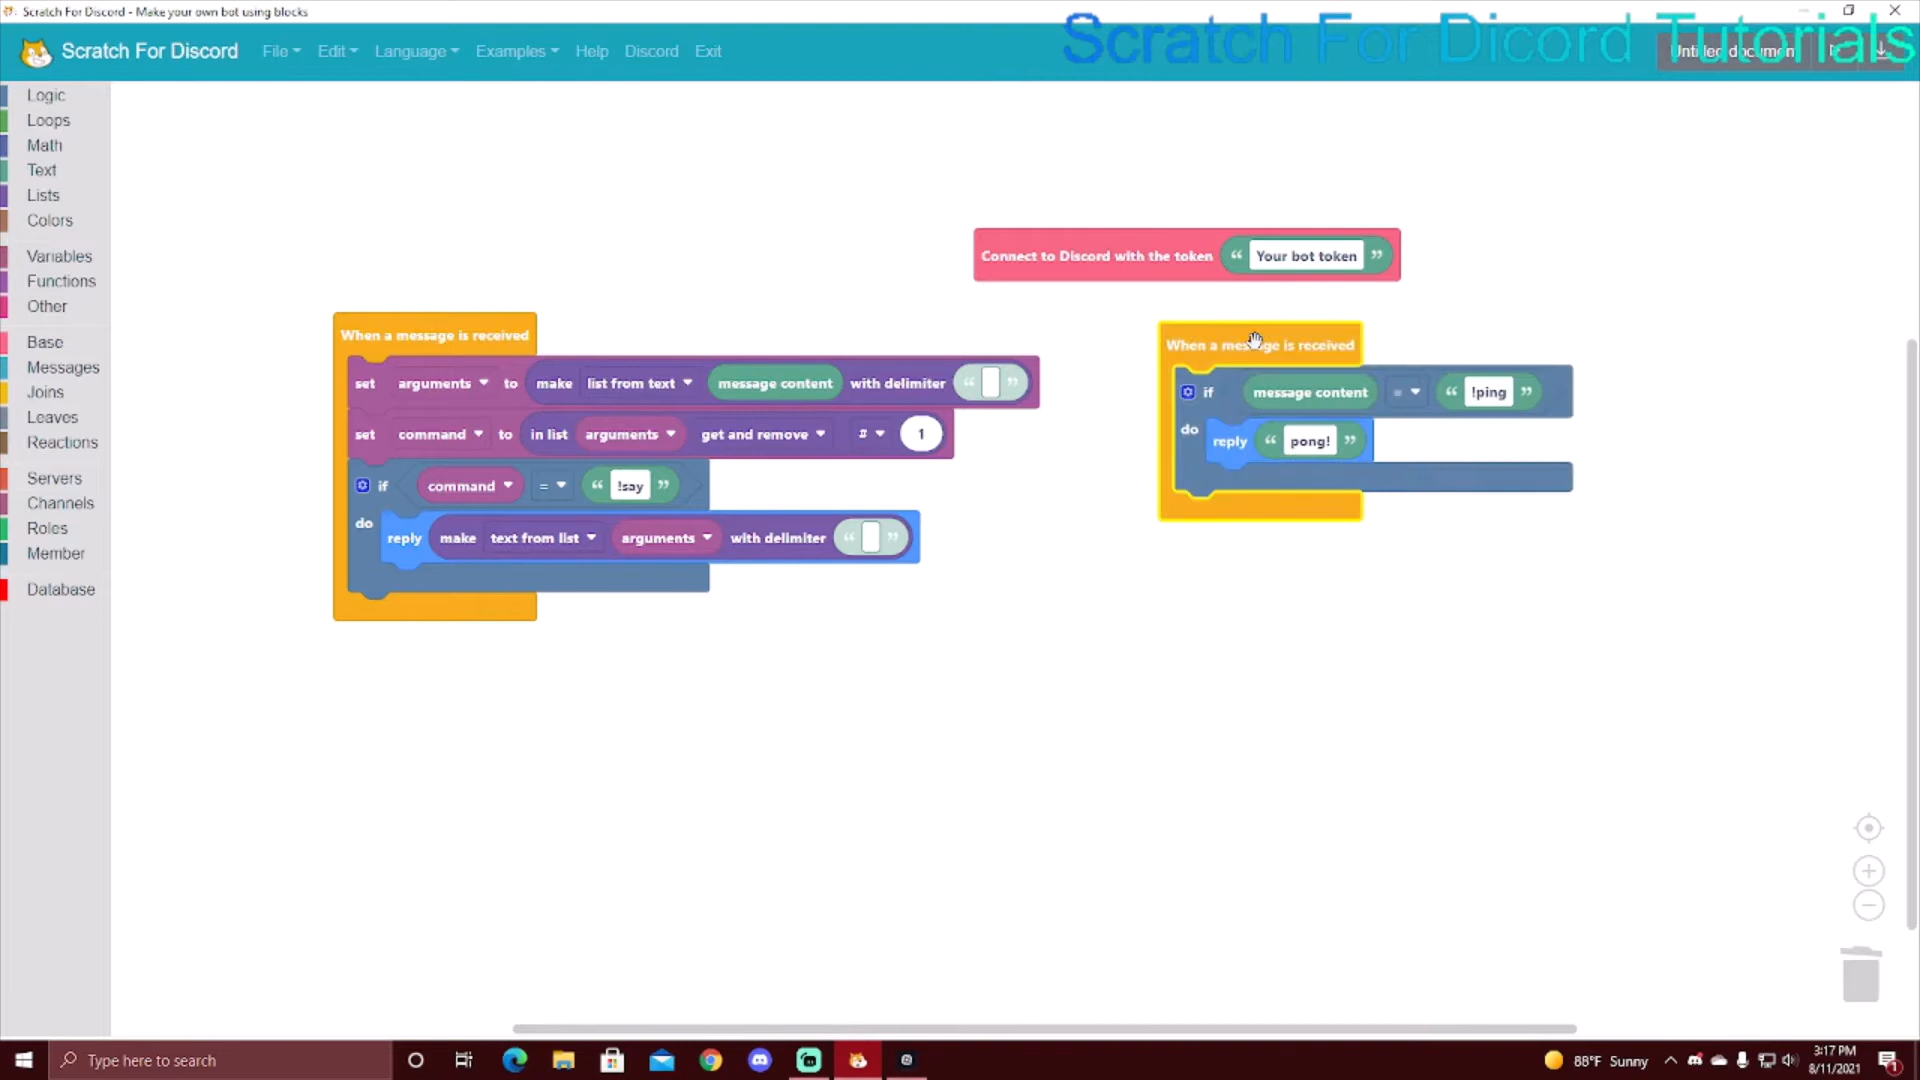 Scratch For Discord - Make your own bot using blocks
Scratch For Discord File Edit Language Examples Help Discord Exit
Scratch For Dicord Tutorials
Untitled document
Logic
Loops
Math
Text
Lists
Colors
Variables
Functions
Other
Base
Messages
Joins
Leaves
Reactions
Servers
Channels
Roles
Member
Database
Connect to Discord with the token “ Your bot token ”
When a message is received
set arguments to make list from text message content with delimiter “ ”
set command to in list arguments get and remove # 1
if command = “ !say ”
do reply make text from list arguments with delimiter “ ”
When a message is received
if message content = “ !ping ”
do reply “ pong! ”
Type here to search
88°F Sunny
3:17 PM
8/11/2021
1